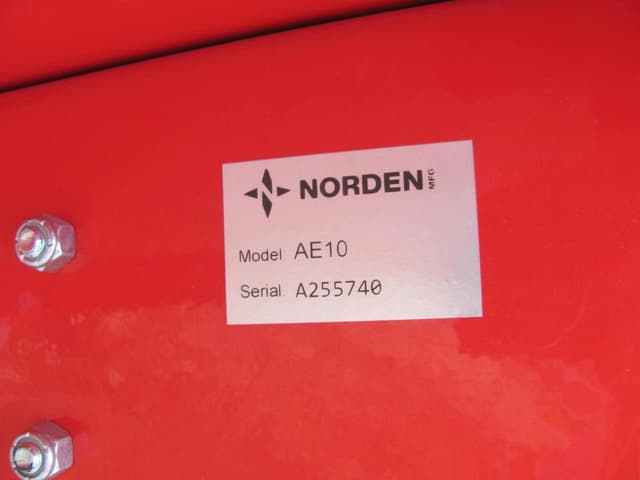 NORDEN MFG
Model AE10
Serial A255740